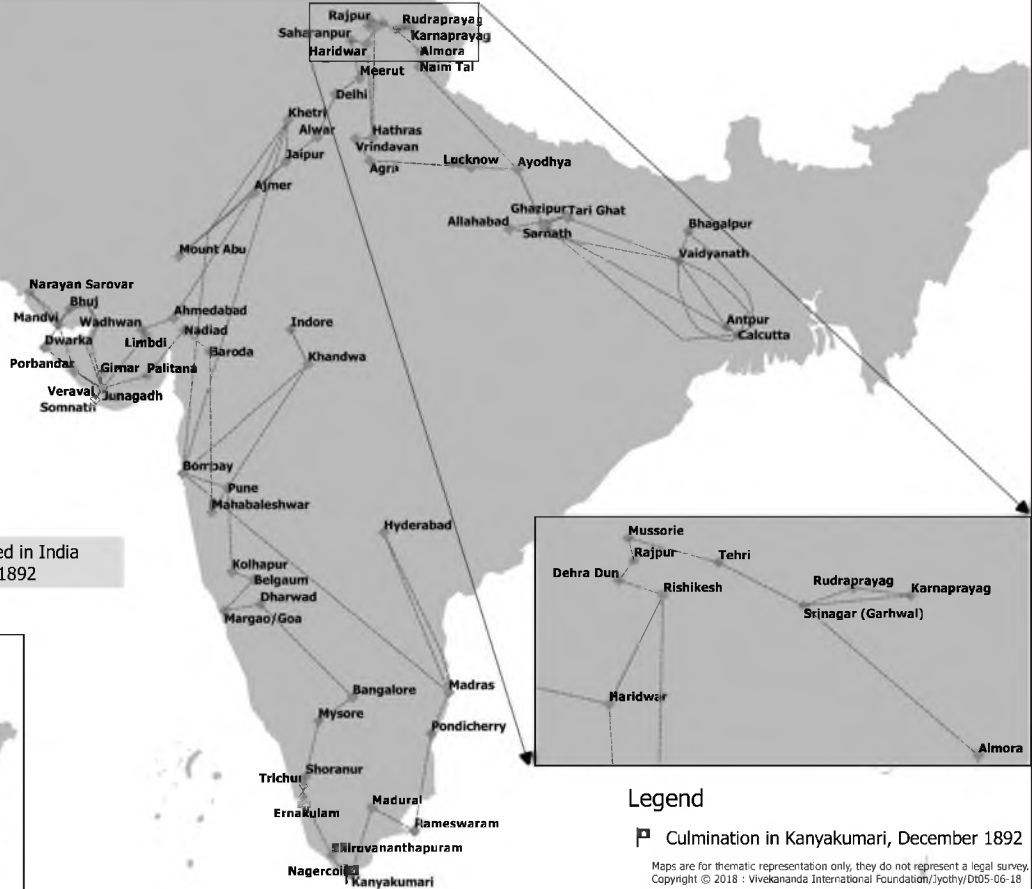 Rajpur
Rudraprayag
Saharanpur
Karnaprayag
Haridwar
Almora
Naim Tal
Meerut
Delhi
Khetri
Alwar
Hathras
Vrindavan
Jaipur
Agra
Lucknow
Ayodhya
Ajmer
Ghazipur
Tari Ghat
Allahabad
Sarnath
Bhagalpur
Vaidyanath
Mount Abu
Narayan Sarovar
Bhuj
Mandvi
Wadhwan
Ahmedabad
Nadiad
Dwarka
Limbdi
Baroda
Indore
Khandwa
Antpur
Calcutta
Porbandar
Girnar
Palitana
Veraval
Junagadh
Somnath
Bombay
Pune
Mahabaleshwar
Hyderabad
ed in India
1892
Kolhapur
Belgaum
Dharwad
Margao/Goa
Bangalore
Madras
Mysore
Pondicherry
Shoranur
Trichur
Ernakulam
Madurai
Rameswaram
Thiruvananthapuram
Nagercoil
Kanyakumari
Mussorie
Rajpur
Tehri
Dehra Dun
Rishikesh
Rudraprayag
Karnaprayag
Srinagar (Garhwal)
Haridwar
Almora
Legend
Culmination in Kanyakumari, December 1892
Maps are for thematic representation only, they do not represent a legal survey.
Copyright © 2018 : Vivekananda International Foundation/Jyothy/Dt05-06-18